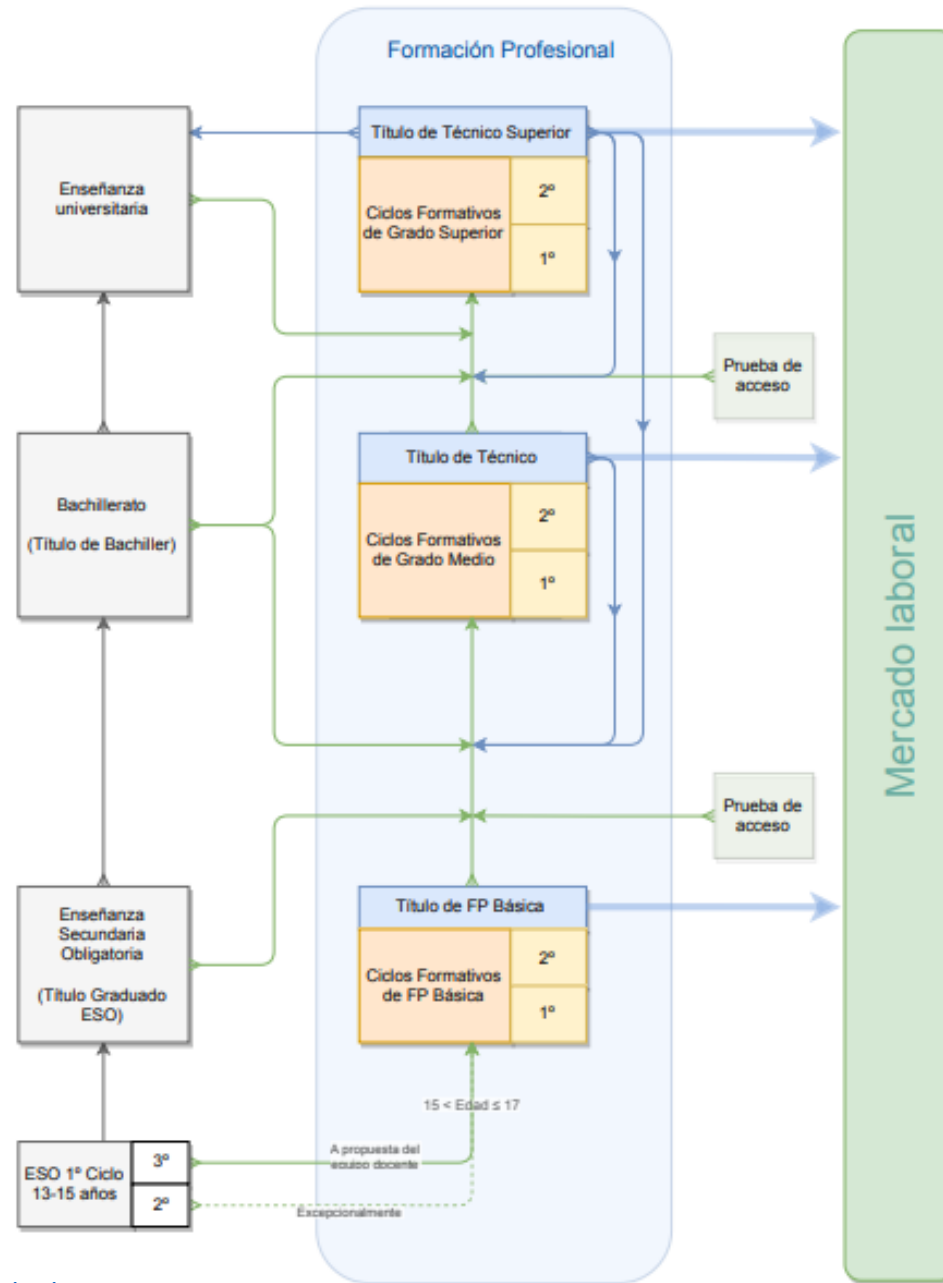 Formación Profesional
Título de Técnico Superior
Enseñanza
universitaria
Ciclos Formativos
de Grado Superior
2º
1º
Prueba de
acceso
Título de Técnico
Bachillerato
(Título de Bachiller)
Ciclos Formativos
de Grado Medio
2º
1º
Mercado laboral
Prueba de
acceso
Título de FP Básica
Enseñanza
Secundaria
Obligatoria
(Título Graduado
ESO)
Ciclos Formativos
de FP Básica
2º
1º
15 < Edad ≤ 17
ESO 1º Ciclo
13-15 años
3º
2º
A propuesta del
equipo docente
Excepcionalmente